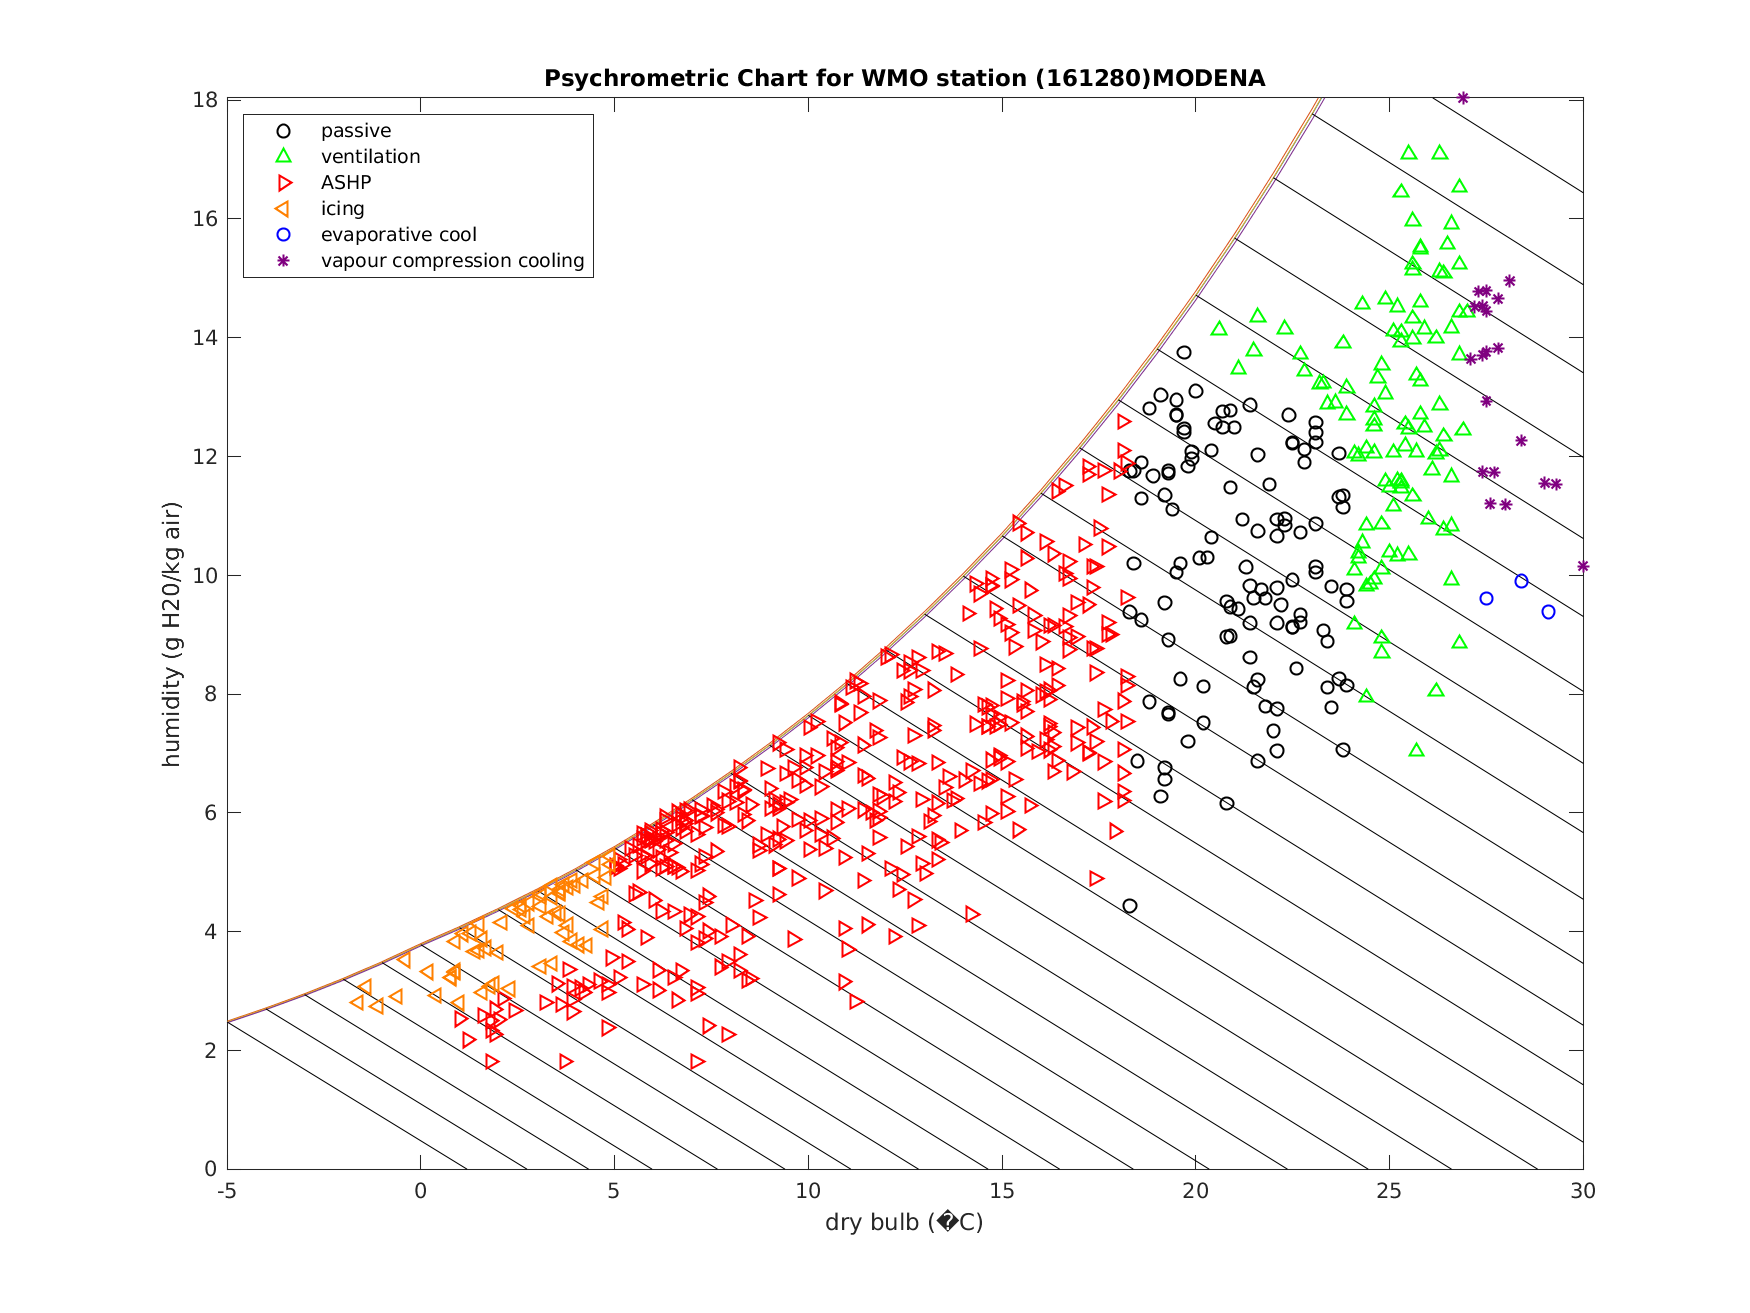 Psychrometric Chart for WMO station (161280)MODENA
passive
ventilation
ASHP
icing
evaporative cool
vapour compression cooling
18
16
14
12
10
8
6
4
2
0
humidity (g H20/kg air)
-5 0 5 10 15 20 25 30
dry bulb (�C)